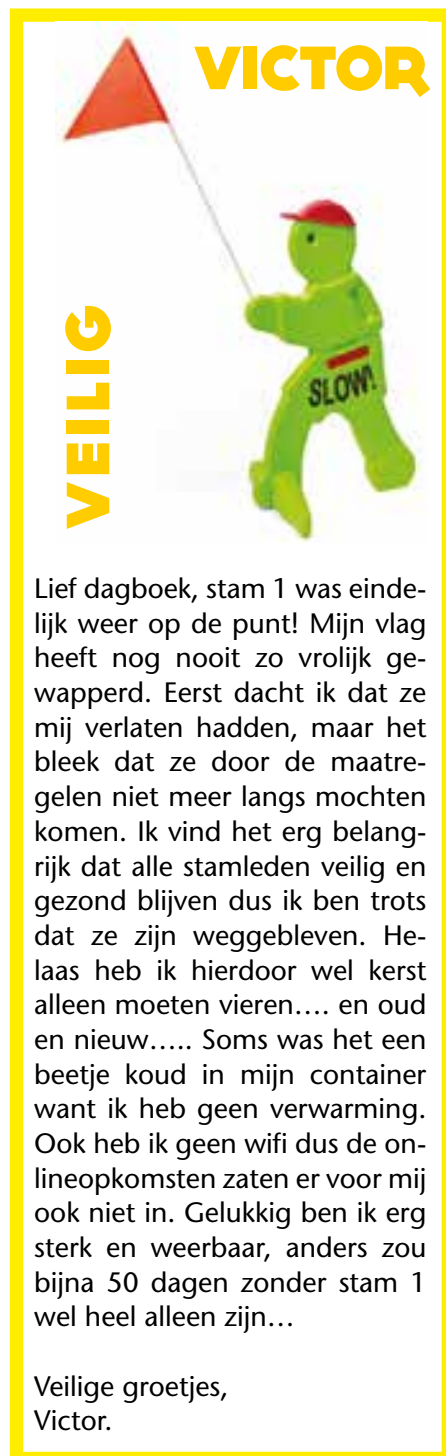 VICTOR
VEILIG
SLOW!
Lief dagboek, stam 1 was einde-
lijk weer op de punt! Mijn vlag
heeft nog nooit zo vrolijk ge-
wapperd. Eerst dacht ik dat ze
mij verlaten hadden, maar het
bleek dat ze door de maatre-
gelen niet meer langs mochten
komen. Ik vind het erg belang-
rijk dat alle stamleden veilig en
gezond blijven dus ik ben trots
dat ze zijn weggebleven. He-
laas heb ik hierdoor wel kerst
alleen moeten vieren…. en oud
en nieuw….. Soms was het een
beetje koud in mijn container
want ik heb geen verwarming.
Ook heb ik geen wifi dus de on-
lineopkomsten zaten er voor mij
ook niet in. Gelukkig ben ik erg
sterk en weerbaar, anders zou
bijna 50 dagen zonder stam 1
wel heel alleen zijn…
Veilige groetjes,
Victor.